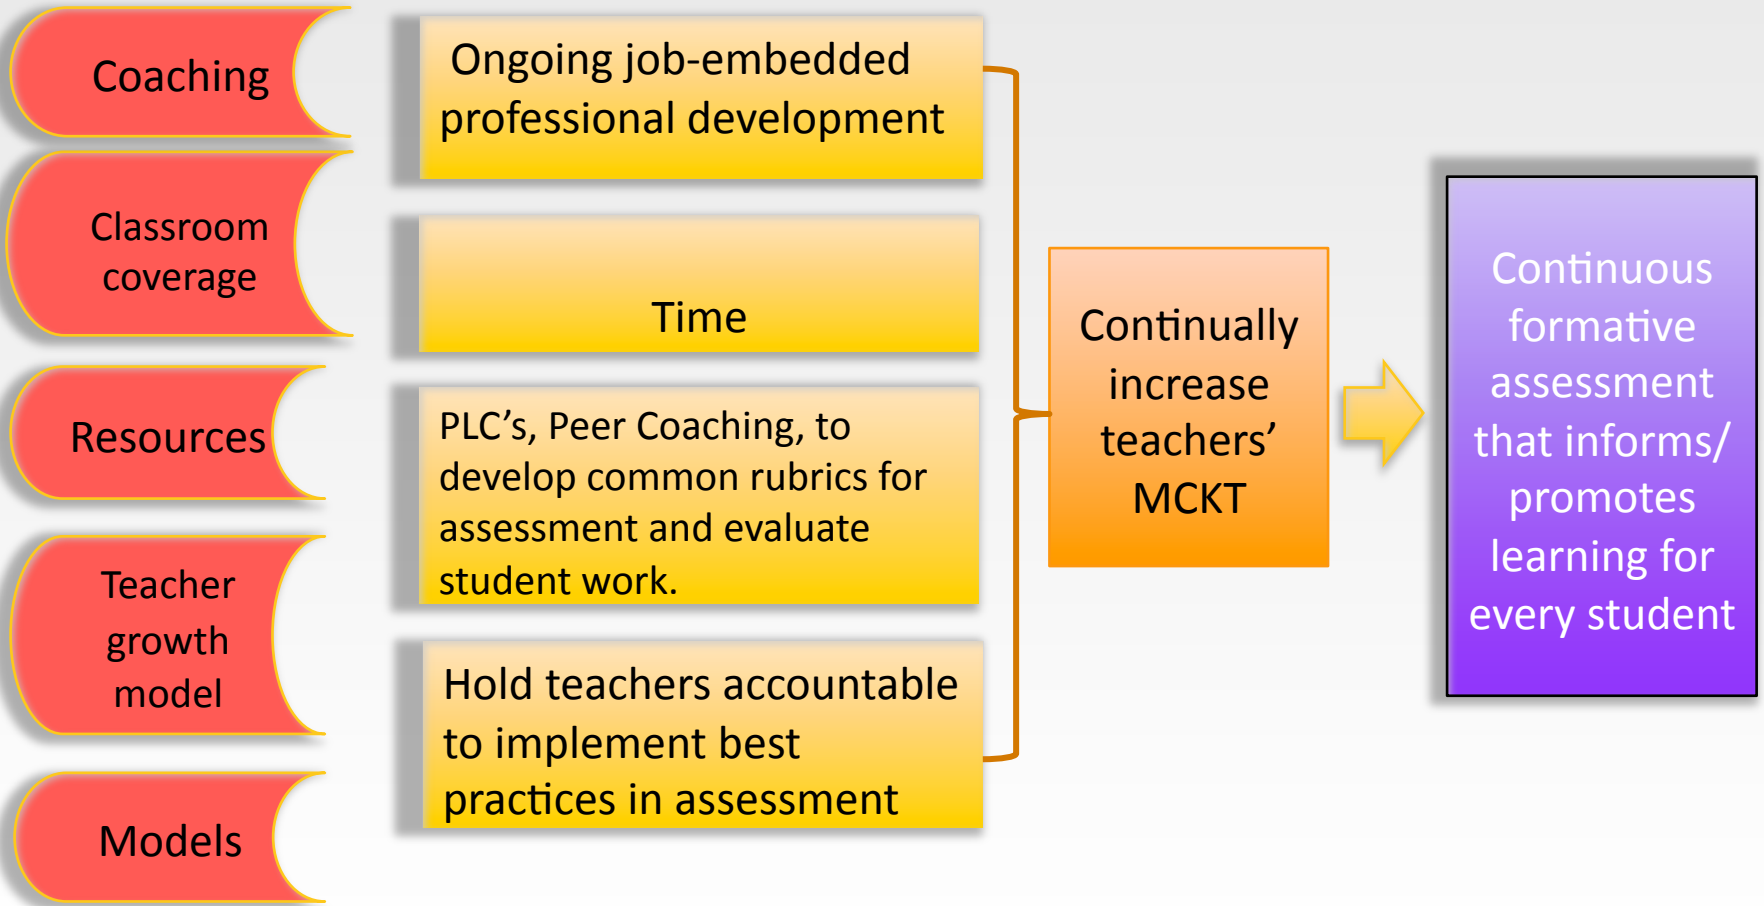 Coaching
Classroom
coverage
Resources
Teacher
growth
model
Models
Ongoing job-embedded
professional development
Time
PLC’s, Peer Coaching, to
develop common rubrics for
assessment and evaluate
student work.
Hold teachers accountable
to implement best
practices in assessment
Continually
increase
teachers’
MCKT
Continuous
formative
assessment
that informs/
promotes
learning for
every student